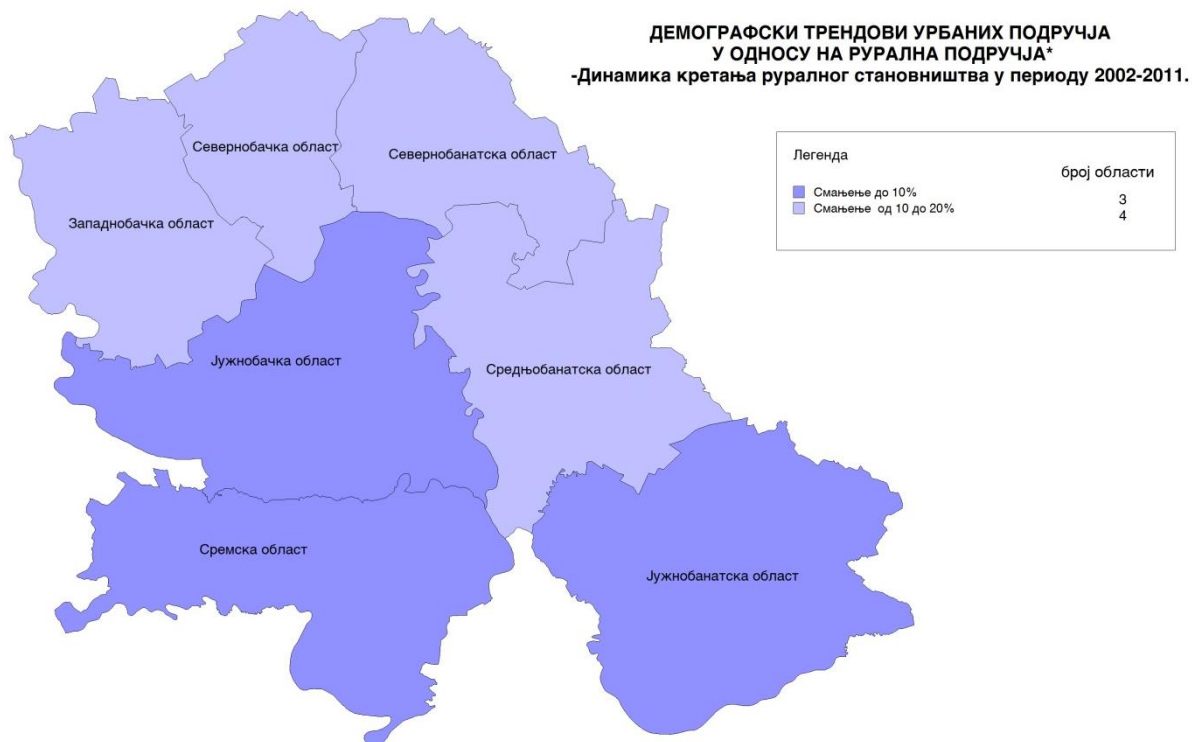 ДЕМОГРАФСКИ ТРЕНДОВИ УРБАНИХ ПОДРУЧЈА
У ОДНОСУ НА РУРАЛНА ПОДРУЧЈА*
-Динамика кретања руралног становништва у периоду 2002-2011.
Легенда
број области
Смањење до 10%
3
Смањење од 10 до 20%
4
Севернобачка област
Севернобанатска област
Западнобачка област
Јужнобачка област
Средњобанатска област
Сремска област
Јужнобанатска област